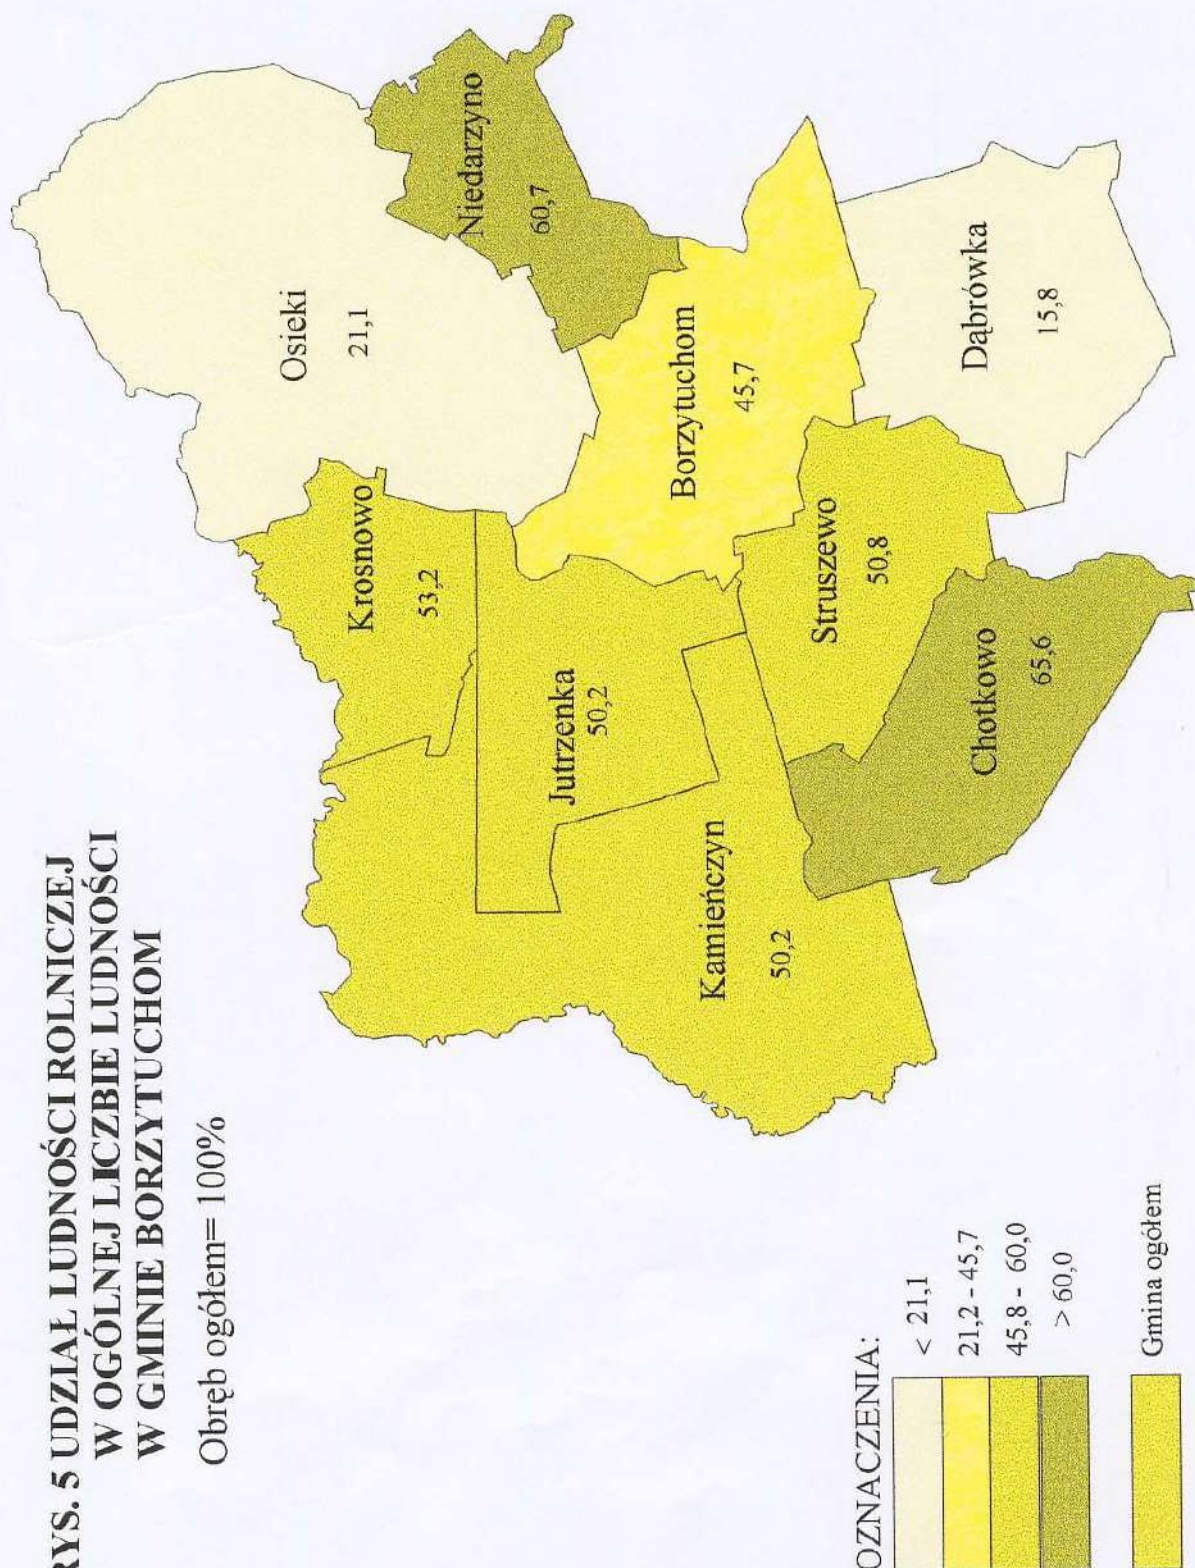 RYS. 5 UDZIAŁ LUDNOŚCI ROLNICZEJ
W OGÓLNEJ LICZBIE LUDNOŚCI
W GMINIE BORZYTUCHOM
Obręb ogółem= 100%
Osieki
21,1
Niedarzyno
60,7
Krosnowo
53,2
Borzytuchom
45,7
Jutrzenka
50,2
Dąbrówka
15,8
Struszewo
50,8
Kamieńczyn
50,2
Chotkowo
65,6
OZNACZENIA:
< 21,1
21,2 - 45,7
45,8 - 60,0
> 60,0
Gmina ogółem